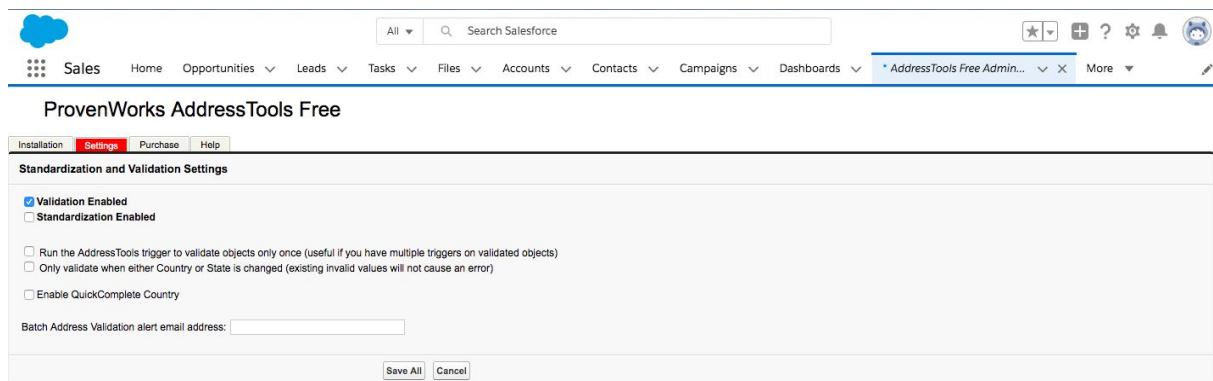 All Search Salesforce
Sales Home Opportunities Leads Tasks Files Accounts Contacts Campaigns Dashboards * AddressTools Free Admin... More
ProvenWorks AddressTools Free
Installation Settings Purchase Help
Standardization and Validation Settings
Validation Enabled
Standardization Enabled
Run the AddressTools trigger to validate objects only once (useful if you have multiple triggers on validated objects)
Only validate when either Country or State is changed (existing invalid values will not cause an error)
Enable QuickComplete Country
Batch Address Validation alert email address:
Save All Cancel